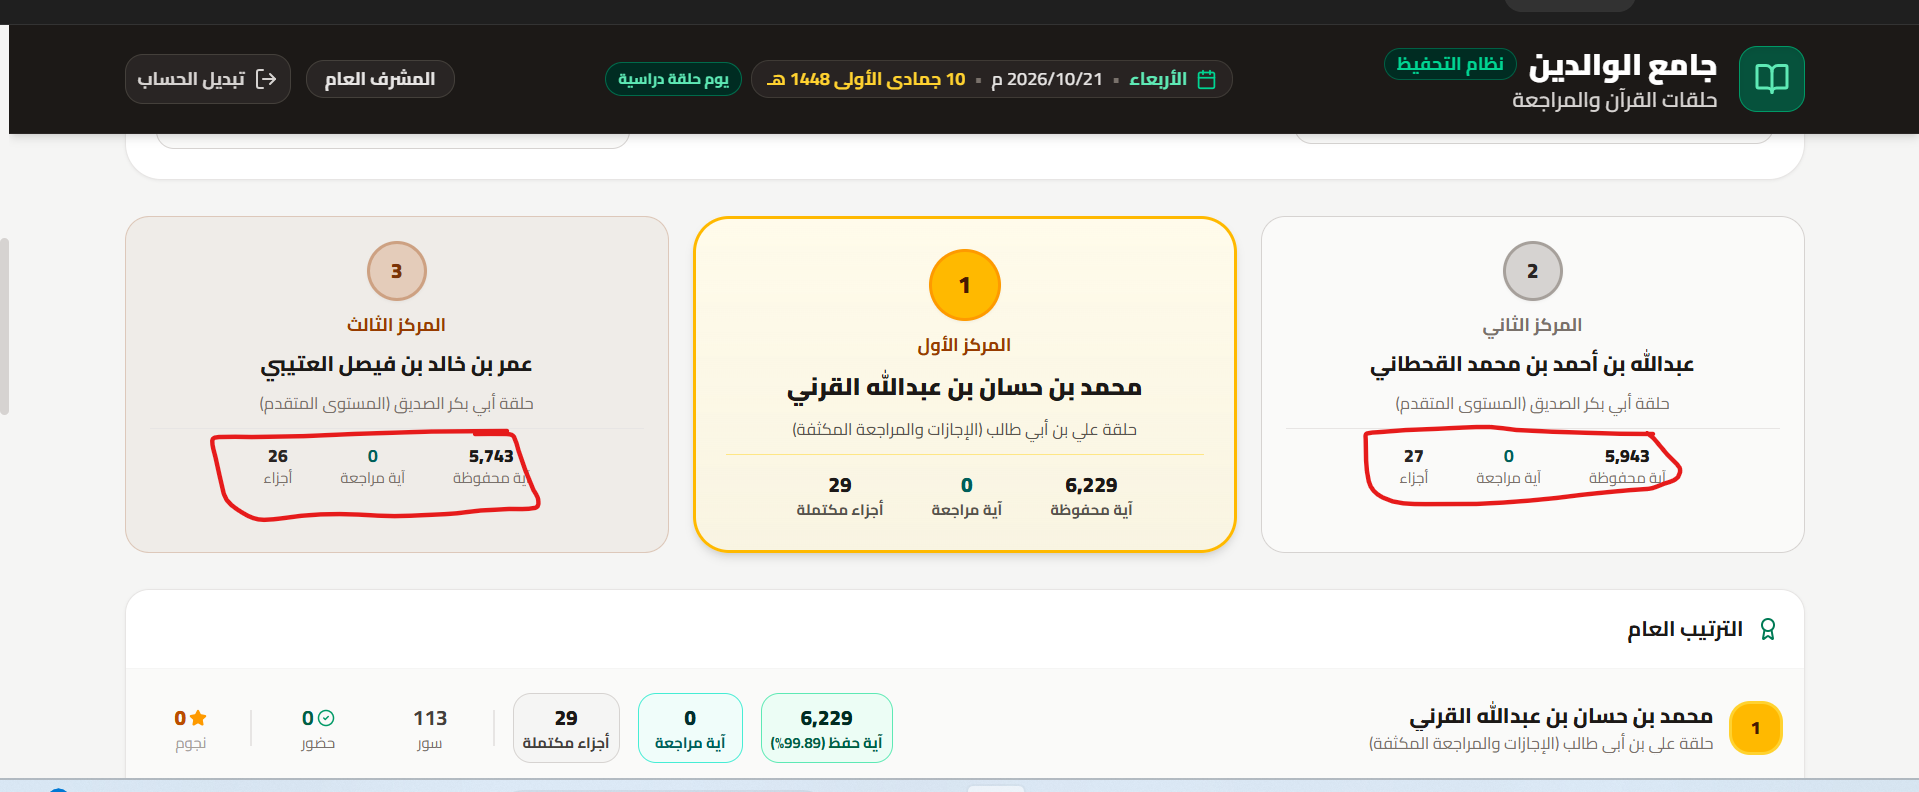 جامع الوالدين نظام التحفيظ
حلقات القرآن والمراجعة
الأربعاء • 2026/10/21 م • 10 جمادى الأولى 1448 هـ
يوم حلقة دراسية
المشرف العام
تبديل الحساب
2
المركز الثاني
عبدالله بن أحمد بن محمد القحطاني
حلقة أبي بكر الصديق (المستوى المتقدم)
5,943 0 27
آية محفوظة آية مراجعة أجزاء
1
المركز الأول
محمد بن حسان بن عبدالله القرني
حلقة علي بن أبي طالب (الإجازات والمراجعة المكثفة)
6,229 0 29
آية محفوظة آية مراجعة أجزاء مكتملة
3
المركز الثالث
عمر بن خالد بن فيصل العتيبي
حلقة أبي بكر الصديق (المستوى المتقدم)
5,743 0 26
آية محفوظة آية مراجعة أجزاء
الترتيب العام
1
محمد بن حسان بن عبدالله القرني
حلقة علي بن أبي طالب (الإجازات والمراجعة المكثفة)
6,229 0 29 113 0 0
آية حفظ (99.89%) آية مراجعة أجزاء مكتملة سور حضور نجوم